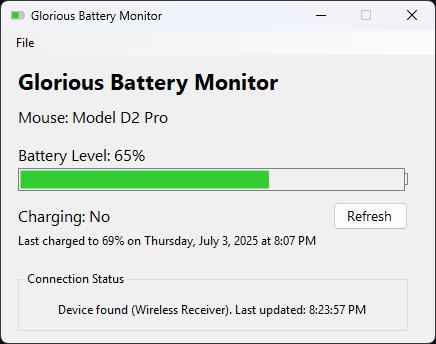 Glorious Battery Monitor
File
Glorious Battery Monitor
Mouse: Model D2 Pro
Battery Level: 65%
Charging: No
Refresh
Last charged to 69% on Thursday, July 3, 2025 at 8:07 PM
Connection Status
Device found (Wireless Receiver). Last updated: 8:23:57 PM